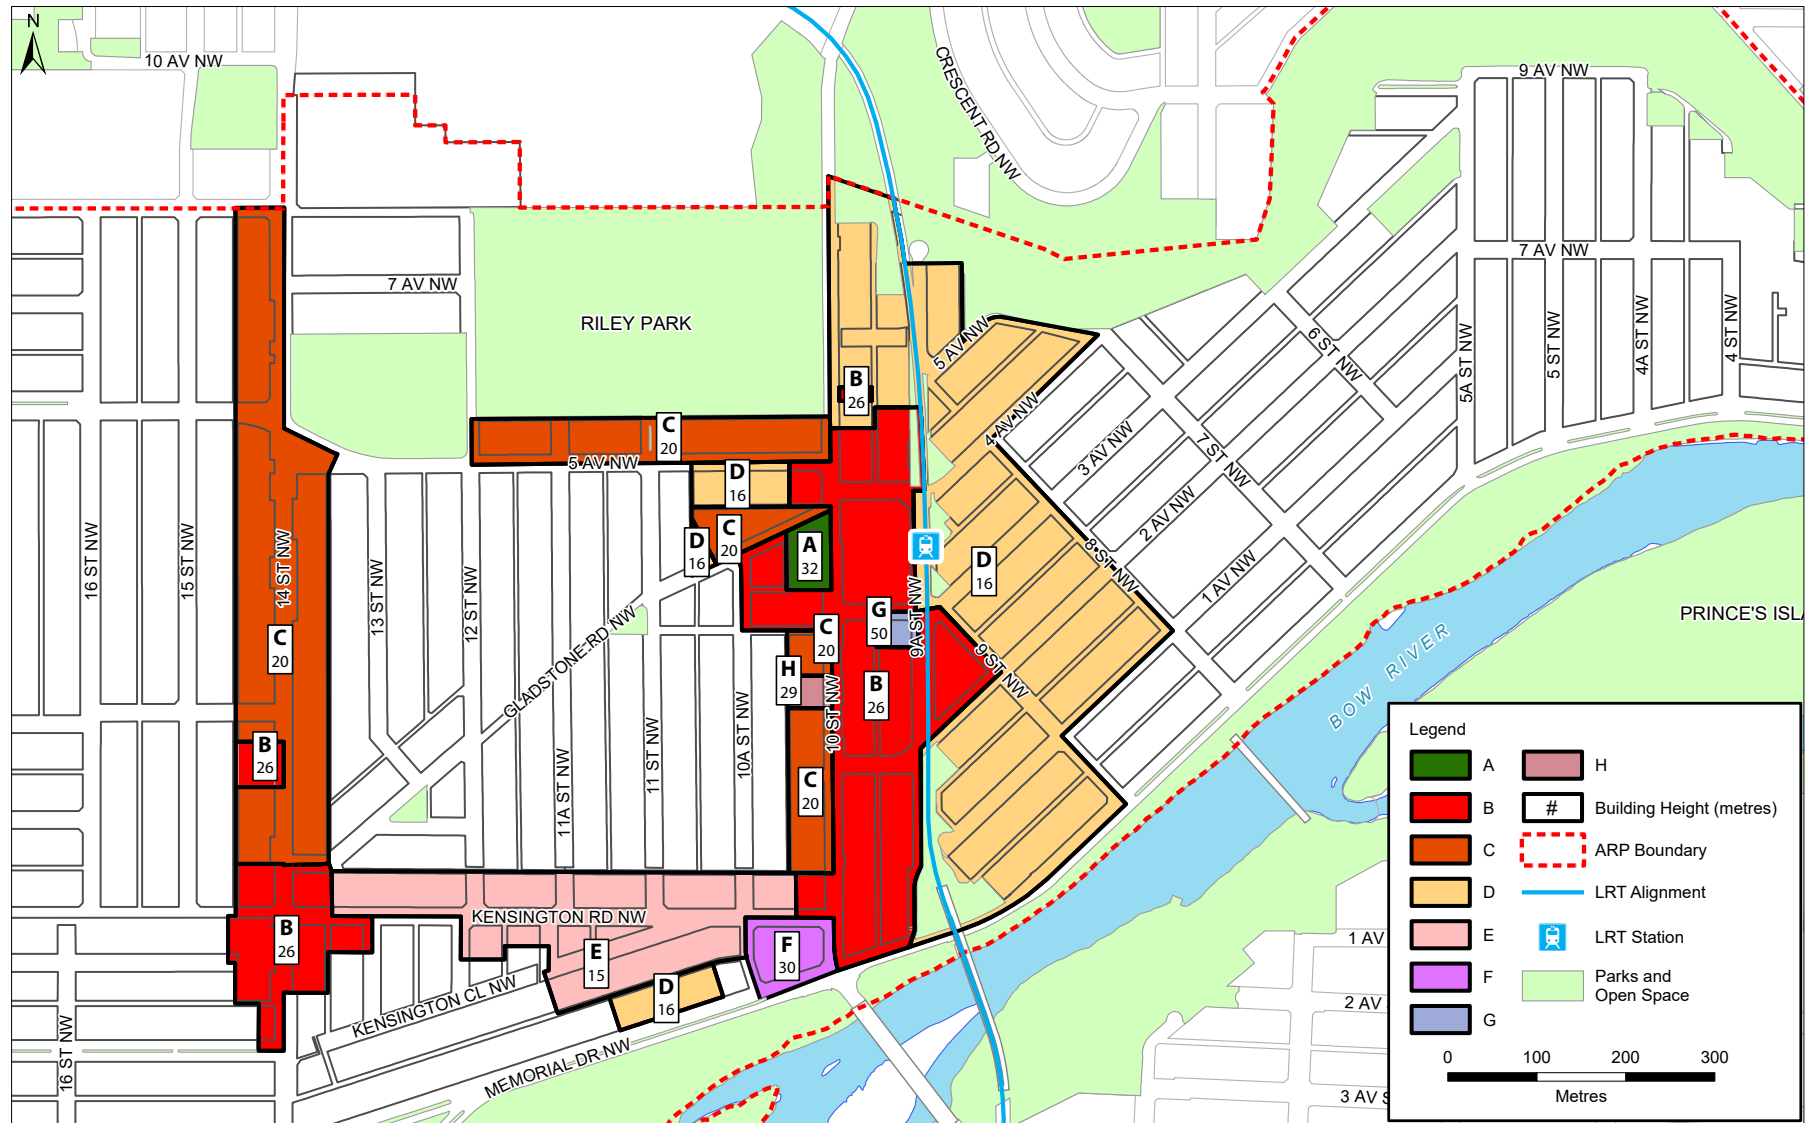 N
10 AV NW
CRESCENT RD NW
9 AV NW
7 AV NW
7 AV NW
RILEY PARK
5 AV NW
6 ST NW
5A ST NW
5 ST NW
4A ST NW
4 ST NW
B
26
4 AV NW
3 AV NW
7 ST NW
C
20
5 AV NW
D
16
2 AV NW
16 ST NW
15 ST NW
14 ST NW
13 ST NW
12 ST NW
D
16
C
20
A
32
D
16
8 ST NW
1 AV NW
9A ST NW
PRINCE'S ISLA
GLADSTONE RD NW
G
50
C
20
C
20
H
29
B
26
9 ST NW
10 ST NW
BOW RIVER
11A ST NW
11 ST NW
10A ST NW
B
26
C
20
KENSINGTON RD NW
B
26
E
15
F
30
D
16
KENSINGTON CL NW
MEMORIAL DR NW
16 ST NW
1 AV
2 AV
3 AV S
Legend
A
B
C
D
E
F
G
H
# Building Height (metres)
ARP Boundary
LRT Alignment
LRT Station
Parks and
Open Space
0 100 200 300
Metres